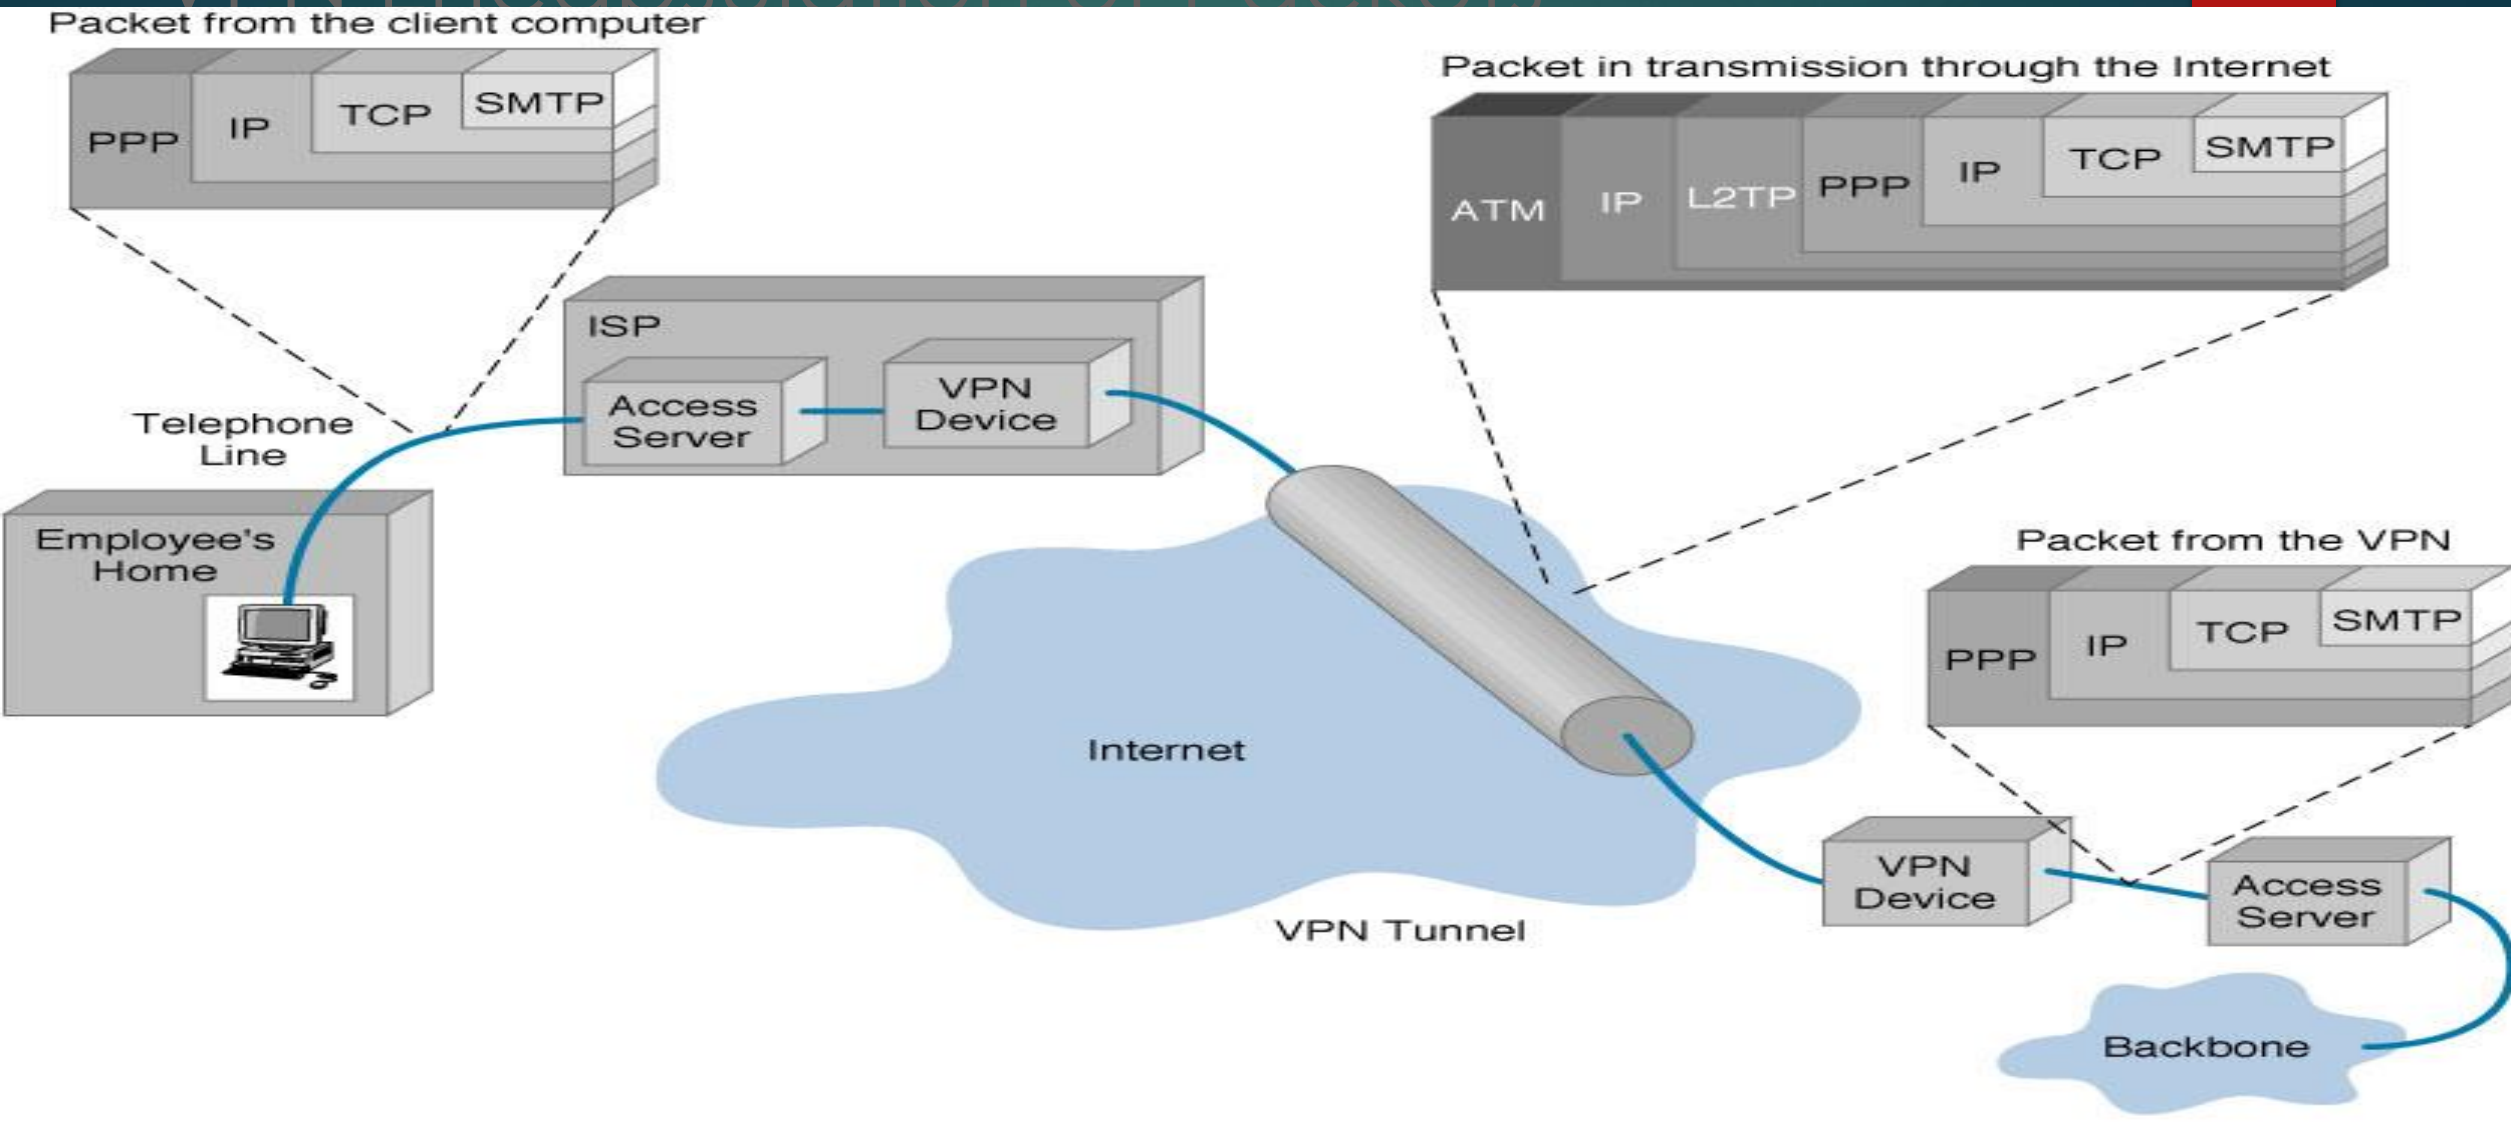 Packet from the client computer
PPP IP TCP SMTP
Packet in transmission through the Internet
ATM IP L2TP PPP IP TCP SMTP
ISP
Access
Server
VPN
Device
Telephone
Line
Employee's
Home
Packet from the VPN
PPP IP TCP SMTP
Internet
VPN Tunnel
VPN
Device
Access
Server
Backbone